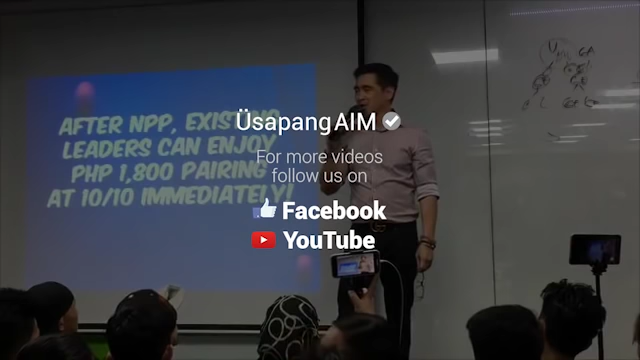 AFTER NPP, EXISTING
LEADERS CAN ENJOY
PHP 1,800 PAIRING
AT 10/10 IMMEDIATELY!
ÜsapangAIM
For more videos
follow us on
Facebook
YouTube